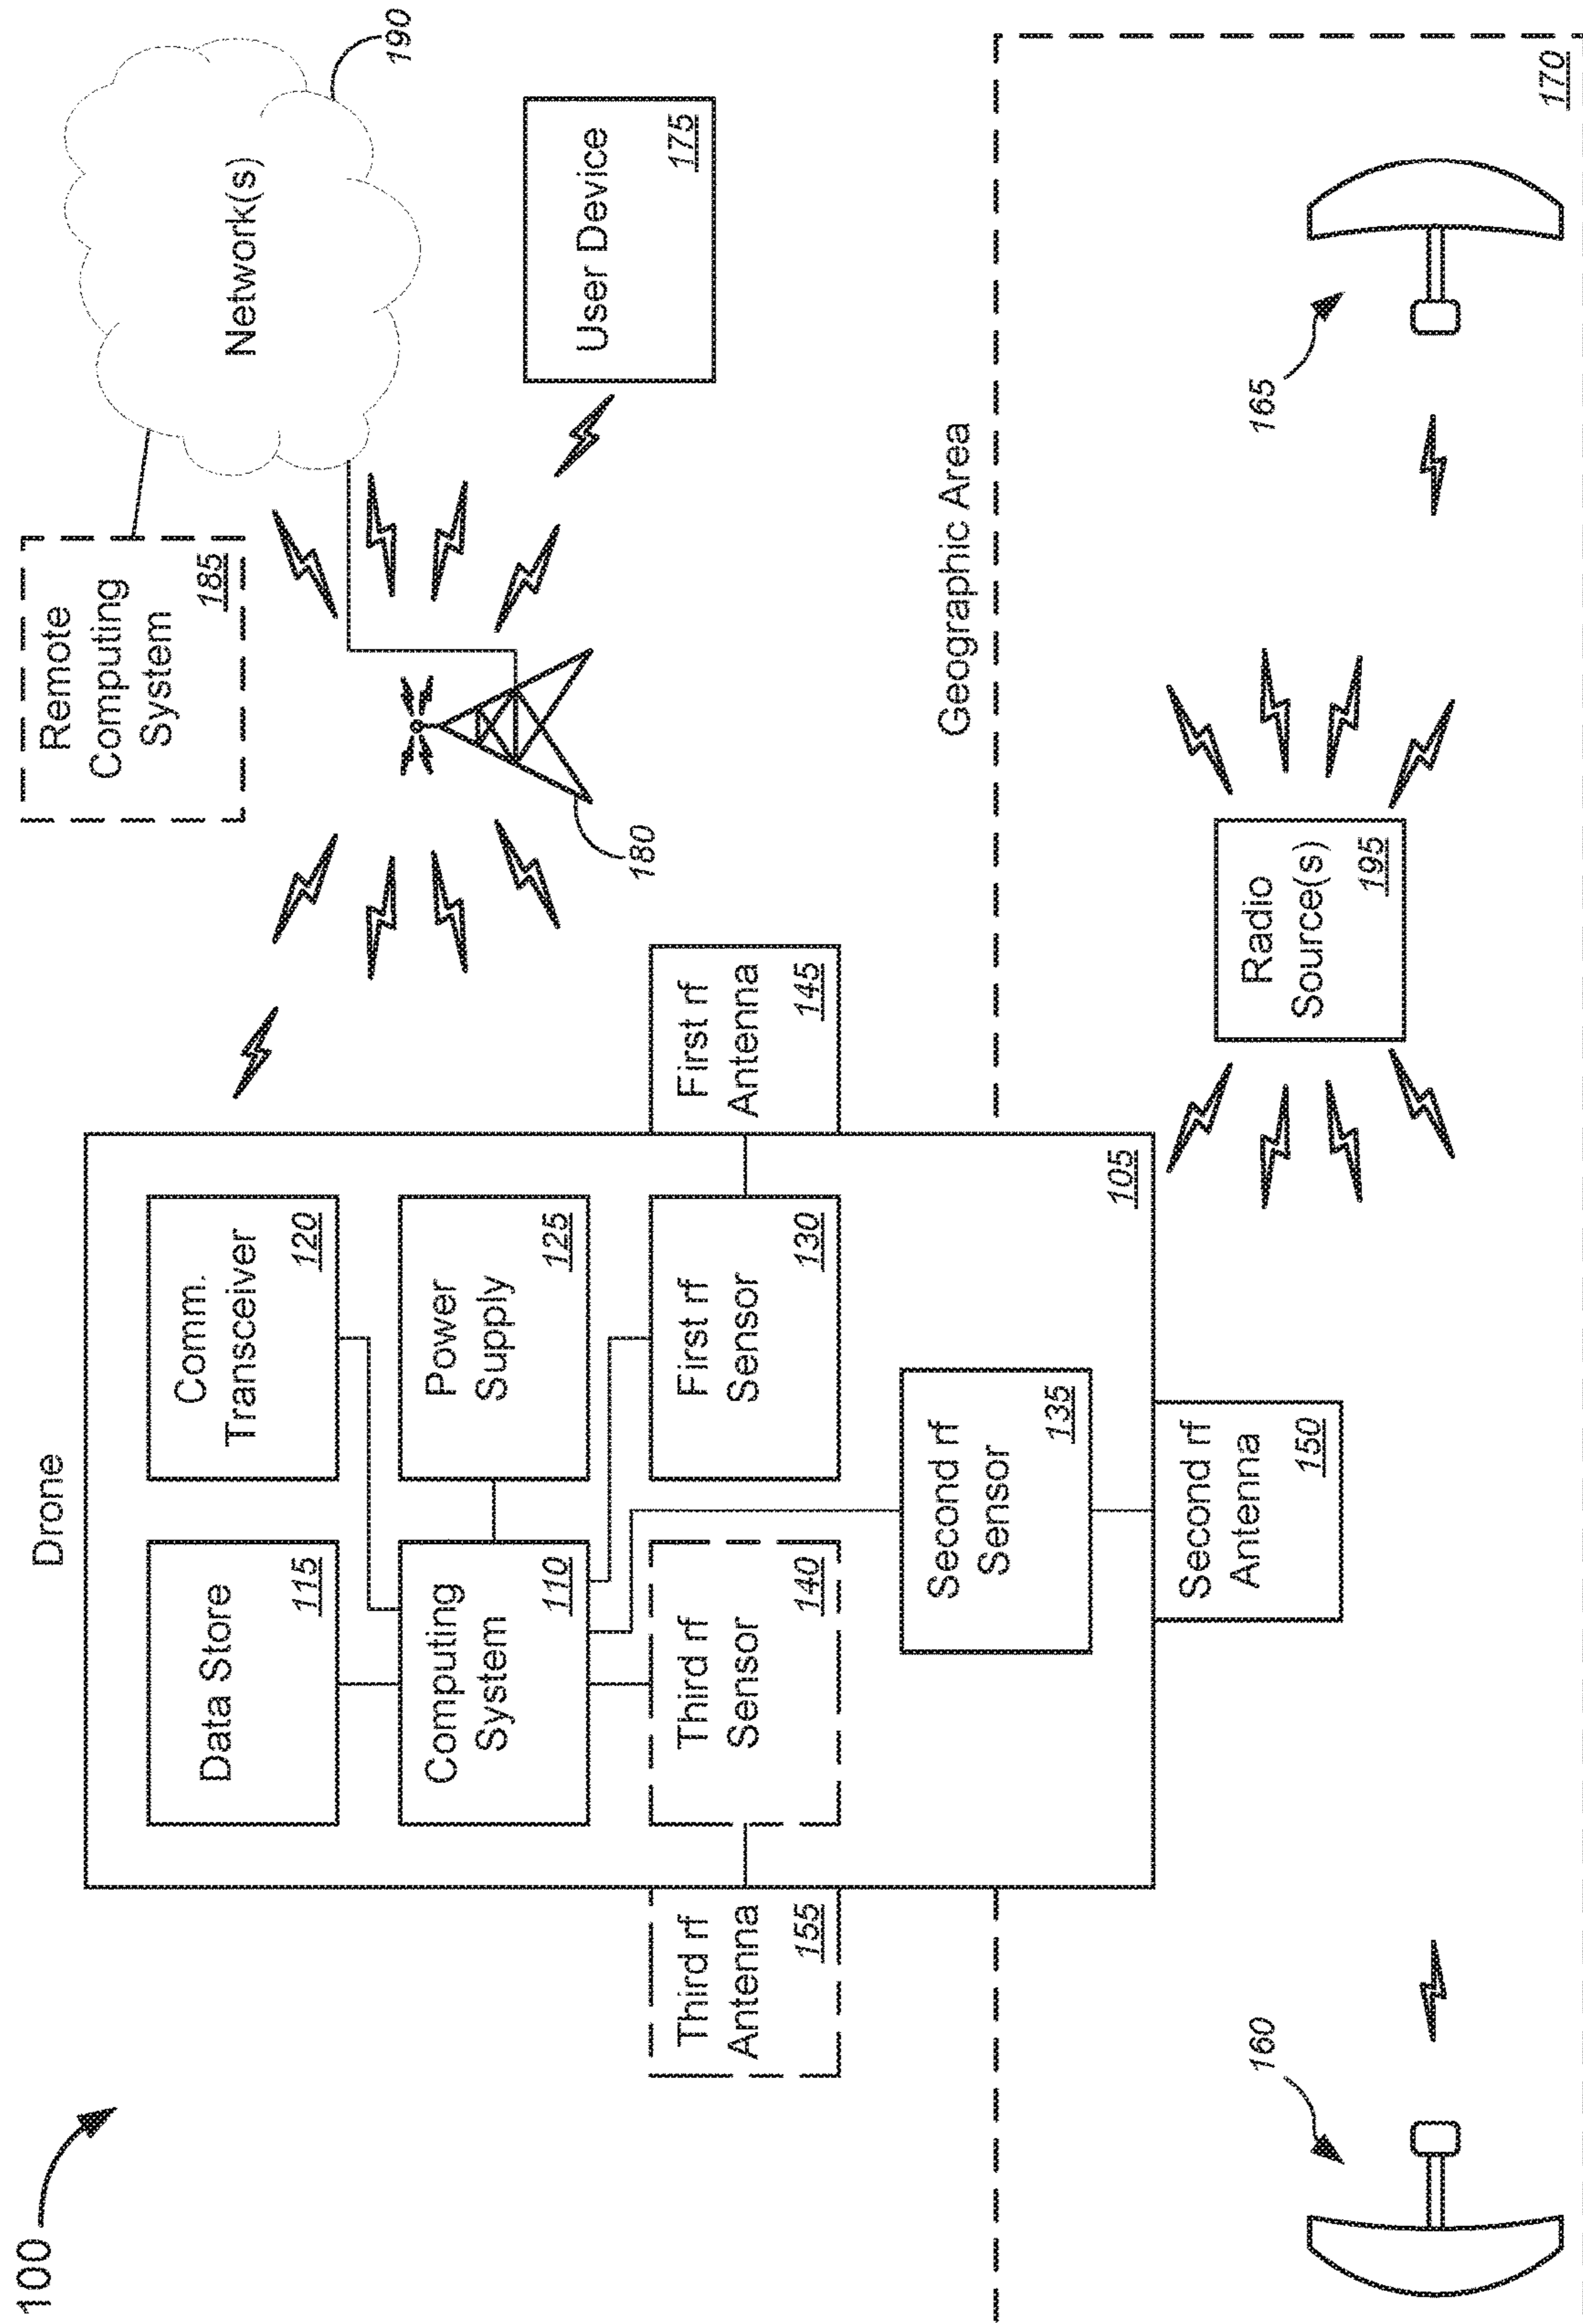 100
Drone
Data Store
115
Comm.
Transceiver
120
Computing
System
110
Power
Supply
125
Third rf
Antenna
155
Third rf
Sensor
140
First rf
Sensor
130
First rf
Antenna
145
Second rf
Sensor
135
105
Second rf
Antenna
150
Remote
Computing
System
185
Network(s)
190
180
User Device
175
Geographic Area
160
Radio
Source(s)
195
165
170